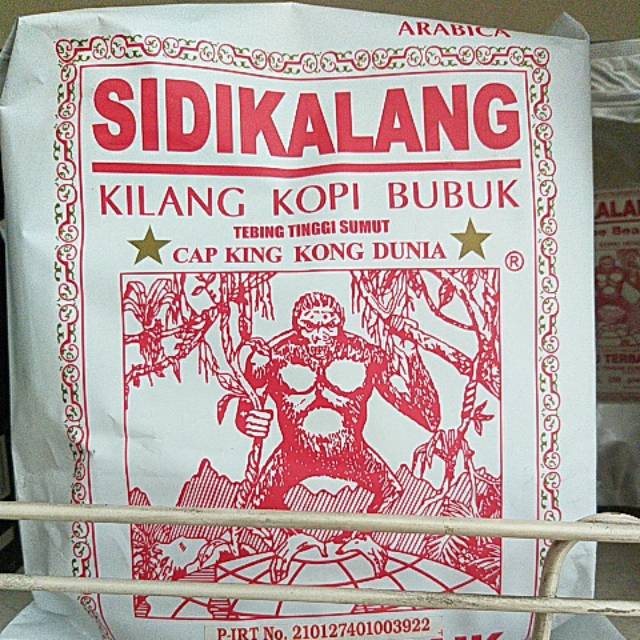 ARABICA
SIDIKALANG
KILANG KOPI BUBUK
TEBING TINGGI SUMUT
CAP KING KONG DUNIA
®
P-IRT No. 210127401003922